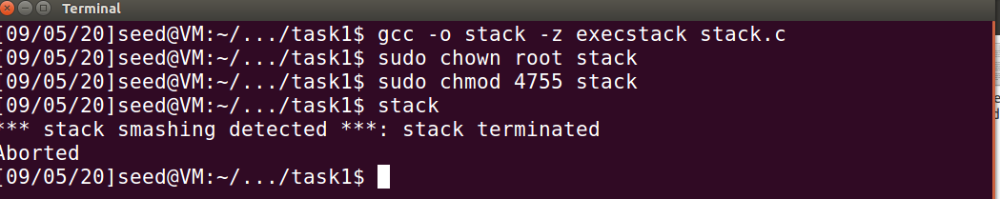 Terminal
[09/05/20]seed@VM:~/.../task1$ gcc -o stack -z execstack stack.c
[09/05/20]seed@VM:~/.../task1$ sudo chown root stack
[09/05/20]seed@VM:~/.../task1$ sudo chmod 4755 stack
[09/05/20]seed@VM:~/.../task1$ stack
*** stack smashing detected ***: stack terminated
Aborted
[09/05/20]seed@VM:~/.../task1$